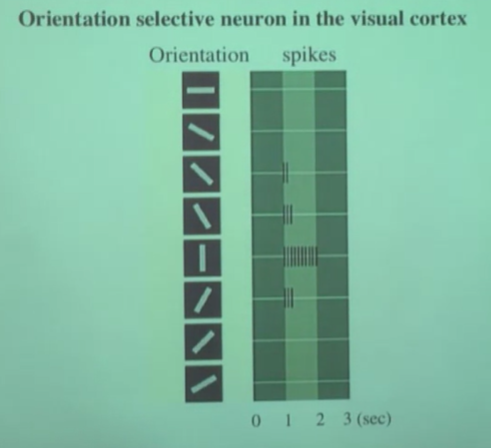 Orientation selective neuron in the visual cortex
Orientation spikes
0 1 2 3 (sec)